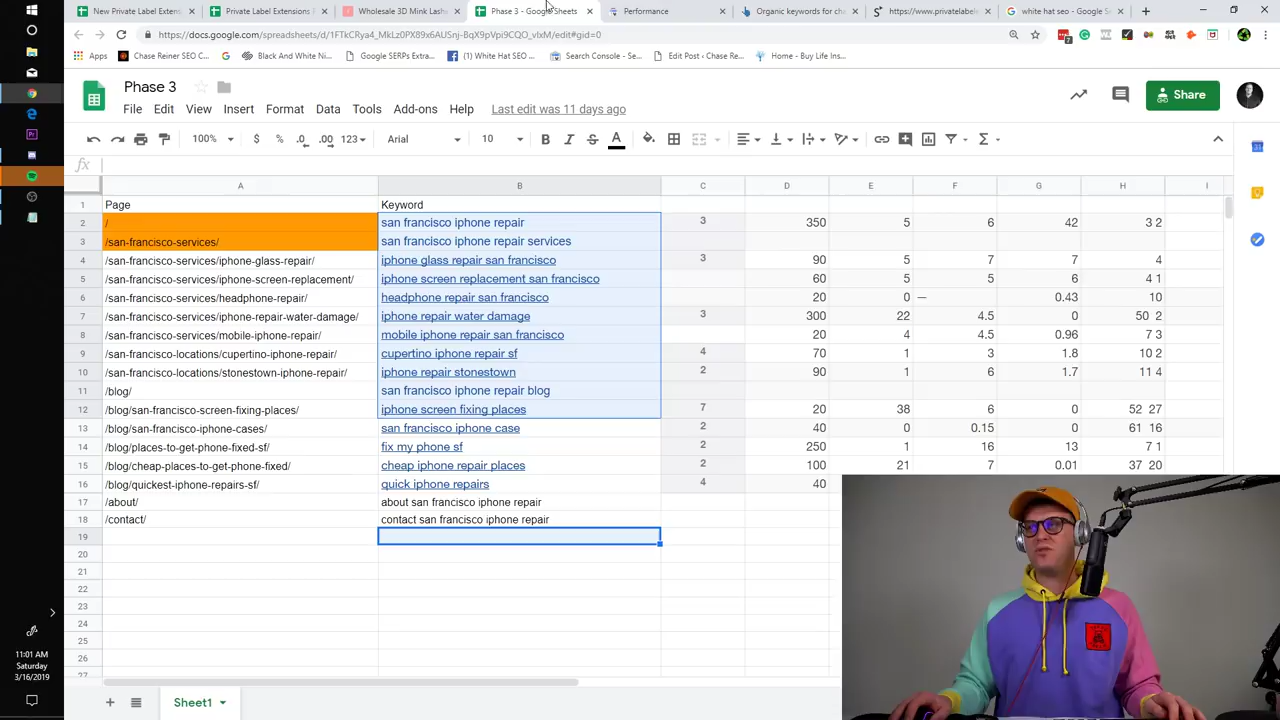 New Private Label Exten
Private Label Extensions F
Wholesale 3D Mink Lashe
Phase 3 - Google Sheets
Performance
Organic keywords for cha
https://www.privatelabele
white hat seo - Google Se
https://docs.google.com/spreadsheets/d/1FTkCRya4_MkLz0PX89x6AUSnj-BqX9pVpi9CQO_vlxM/edit#gid=0
Apps
Chase Reiner SEO C...
Black And White Ni...
Google SERPs Extra...
(1) White Hat SEO ...
Search Console - Se...
Edit Post ‹ Chase Re...
Home - Buy Life Ins...
Phase 3
File Edit View Insert Format Data Tools Add-ons Help Last edit was 11 days ago
Share
100% $ % .0 .00 123 Arial 10 B I S A
fx
A B C D E F G H I
1 Page Keyword
2 / san francisco iphone repair 3 350 5 6 42 3 2
3 /san-francisco-services/ san francisco iphone repair services
4 /san-francisco-services/iphone-glass-repair/ iphone glass repair san francisco 3 90 5 7 7 4
5 /san-francisco-services/iphone-screen-replacement/ iphone screen replacement san francisco 60 5 5 6 4 1
6 /san-francisco-services/headphone-repair/ headphone repair san francisco 20 0 — 0.43 10
7 /san-francisco-services/iphone-repair-water-damage/ iphone repair water damage 3 300 22 4.5 0 50 2
8 /san-francisco-services/mobile-iphone-repair/ mobile iphone repair san francisco 20 4 4.5 0.96 7 3
9 /san-francisco-locations/cupertino-iphone-repair/ cupertino iphone repair sf 4 70 1 3 1.8 10 2
10 /san-francisco-locations/stonestown-iphone-repair/ iphone repair stonestown 2 90 1 6 1.7 11 4
11 /blog/ san francisco iphone repair blog
12 /blog/san-francisco-screen-fixing-places/ iphone screen fixing places 7 20 38 6 0 52 27
13 /blog/san-francisco-iphone-cases/ san francisco iphone case 2 40 0 0.15 0 61 16
14 /blog/places-to-get-phone-fixed-sf/ fix my phone sf 2 250 1 16 13 7 1
15 /blog/cheap-places-to-get-phone-fixed/ cheap iphone repair places 2 100 21 7 0.01 37 20
16 /blog/quickest-iphone-repairs-sf/ quick iphone repairs 4 40
17 /about/ about san francisco iphone repair
18 /contact/ contact san francisco iphone repair
19
20
21
22
23
24
25
26
27
Sheet1
11:01 AM
Saturday
3/16/2019